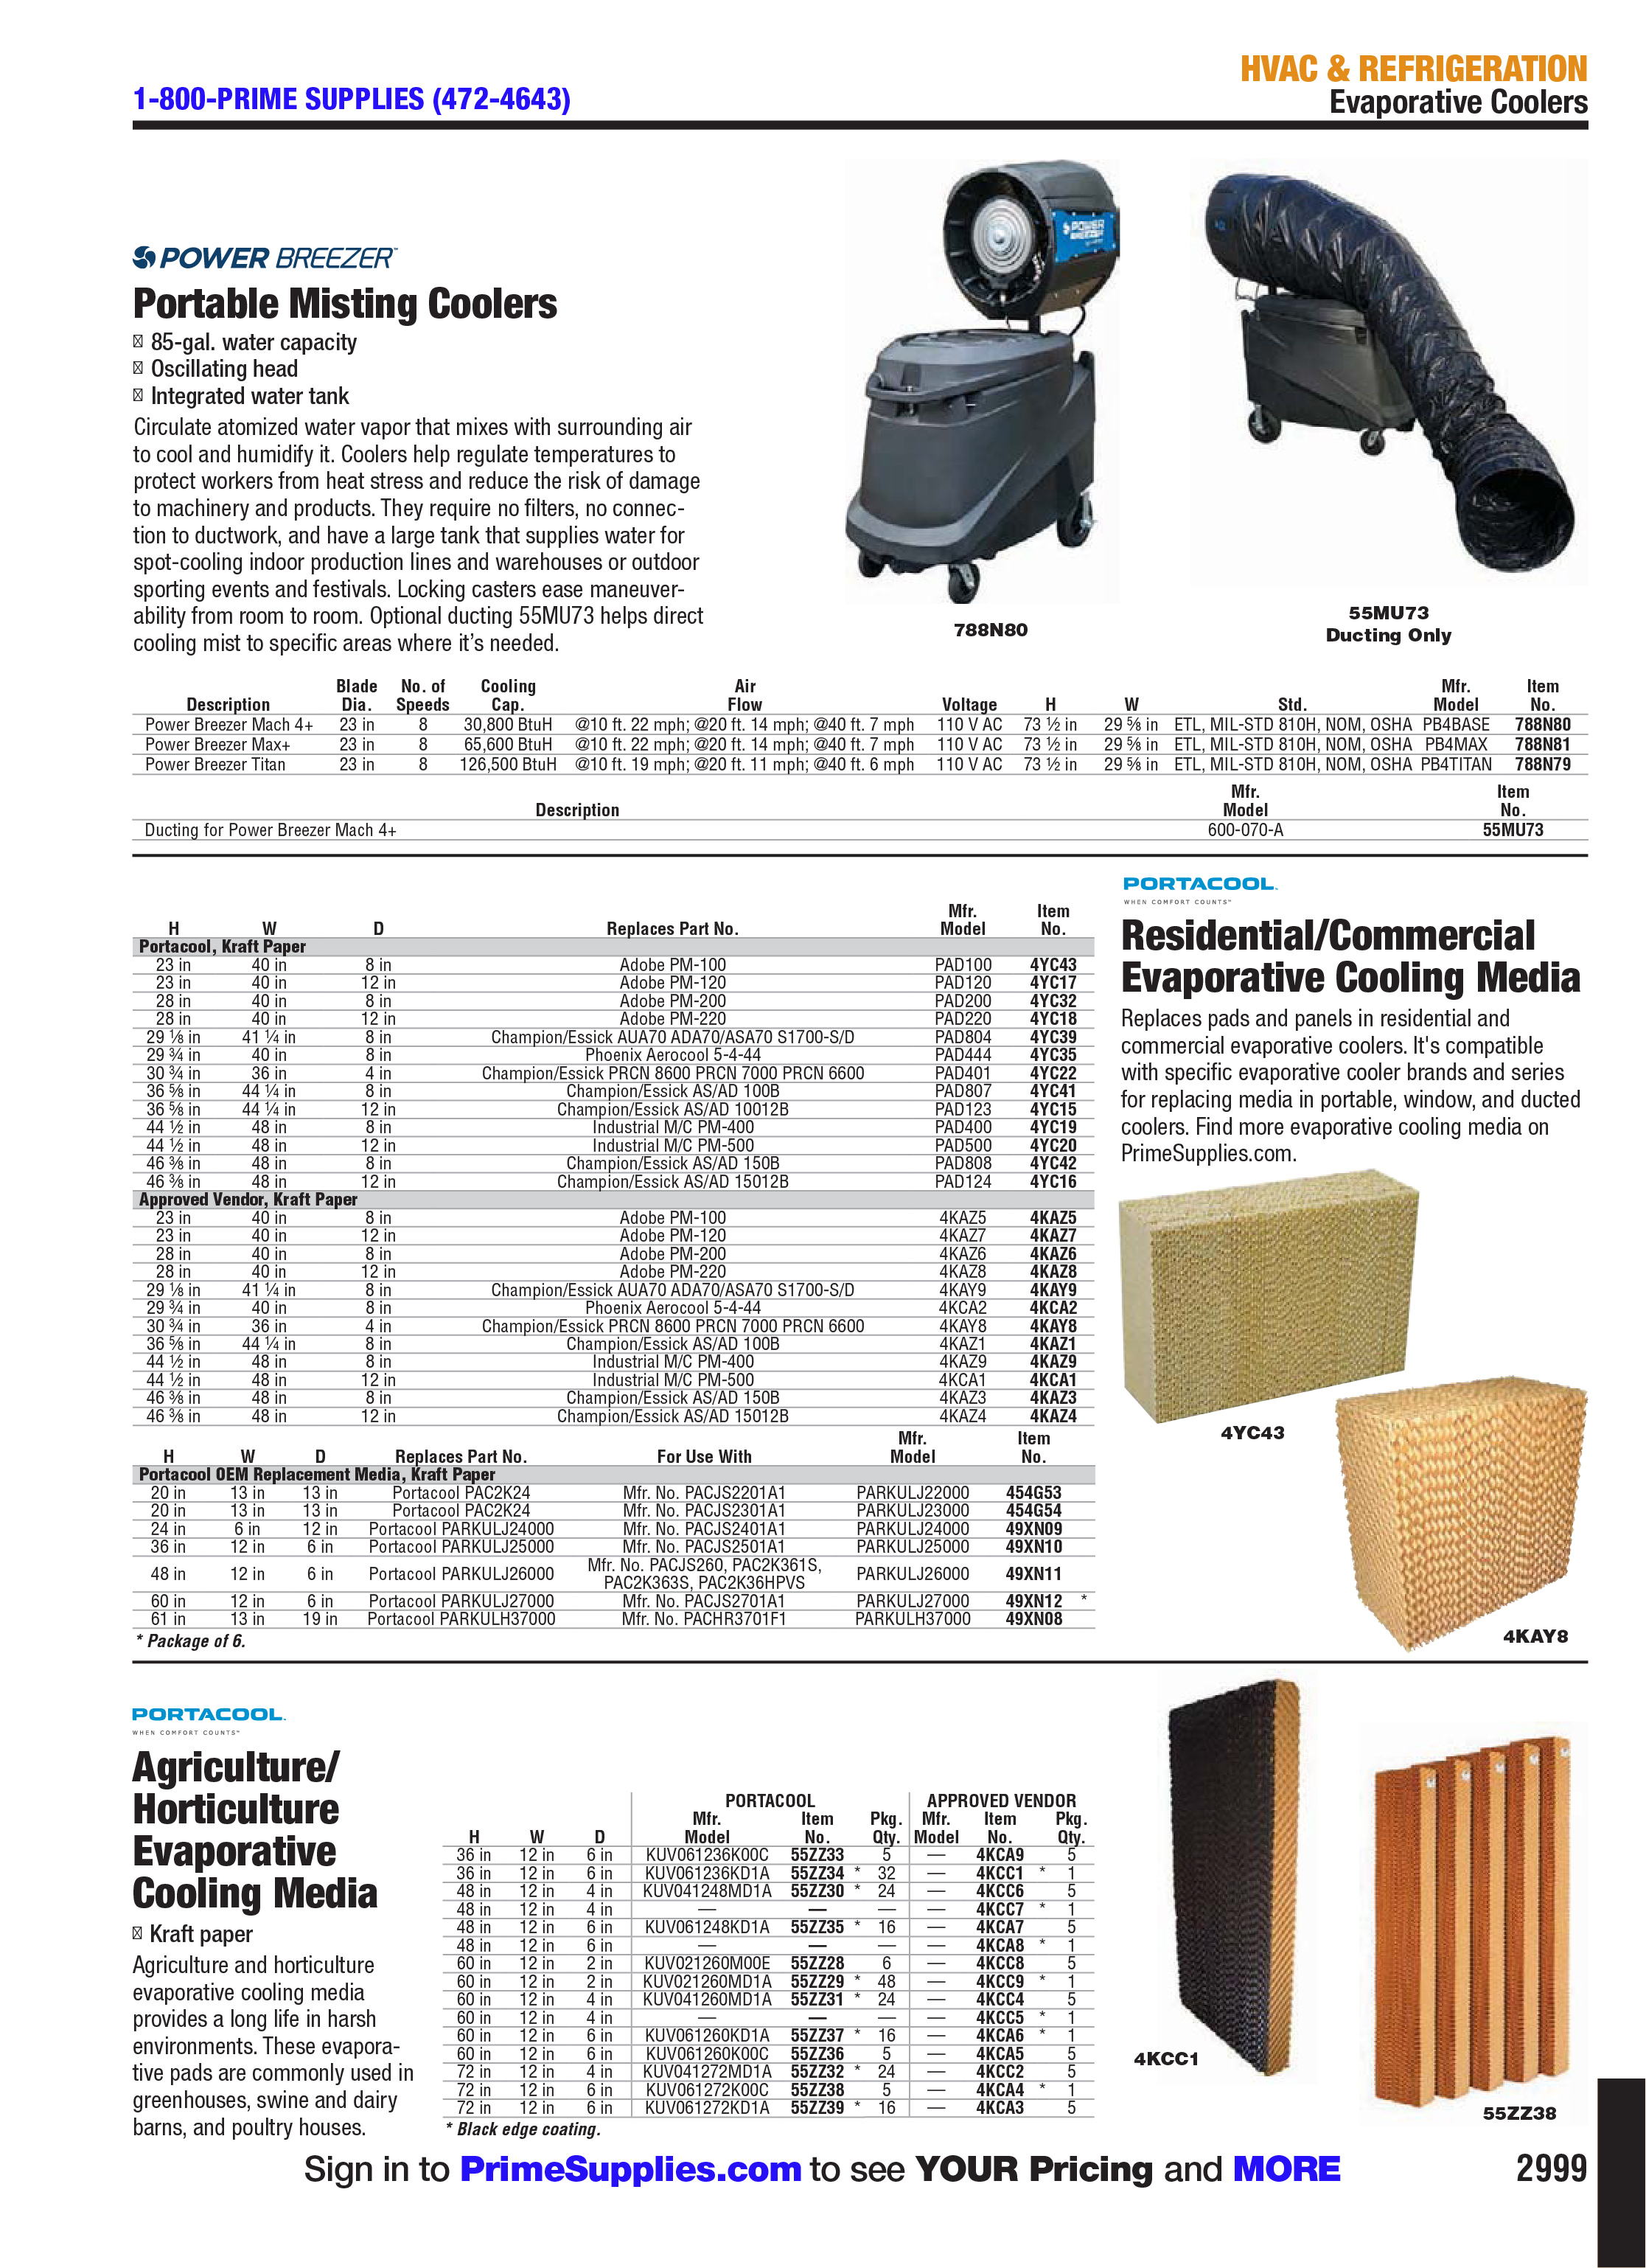 1-800-PRIME SUPPLIES (472-4643)
HVAC & REFRIGERATION
Evaporative Coolers
POWER BREEZER™
Portable Misting Coolers
85-gal. water capacity
Oscillating head
Integrated water tank
Circulate atomized water vapor that mixes with surrounding air
to cool and humidify it. Coolers help regulate temperatures to
protect workers from heat stress and reduce the risk of damage
to machinery and products. They require no filters, no connec-
tion to ductwork, and have a large tank that supplies water for
spot-cooling indoor production lines and warehouses or outdoor
sporting events and festivals. Locking casters ease maneuver-
ability from room to room. Optional ducting 55MU73 helps direct
cooling mist to specific areas where it's needed.
POWER
BREEZER
788N80
55MU73
Ducting Only
Description Blade Dia. No. of Speeds Cooling Cap. Air Flow Voltage H W Std. Mfr. Model Item No.
Power Breezer Mach 4+ 23 in 8 30,800 BtuH @10 ft. 22 mph; @20 ft. 14 mph; @40 ft. 7 mph 110 V AC 73 ½ in 29 ⅝ in ETL, MIL-STD 810H, NOM, OSHA PB4BASE 788N80
Power Breezer Max+ 23 in 8 65,600 BtuH @10 ft. 22 mph; @20 ft. 14 mph; @40 ft. 7 mph 110 V AC 73 ½ in 29 ⅝ in ETL, MIL-STD 810H, NOM, OSHA PB4MAX 788N81
Power Breezer Titan 23 in 8 126,500 BtuH @10 ft. 19 mph; @20 ft. 11 mph; @40 ft. 6 mph 110 V AC 73 ½ in 29 ⅝ in ETL, MIL-STD 810H, NOM, OSHA PB4TITAN 788N79
Description Mfr. Model Item No.
Ducting for Power Breezer Mach 4+ 600-070-A 55MU73
H W D Replaces Part No. Mfr. Model Item No.
Portacool, Kraft Paper
23 in 40 in 8 in Adobe PM-100 PAD100 4YC43
23 in 40 in 12 in Adobe PM-120 PAD120 4YC17
28 in 40 in 8 in Adobe PM-200 PAD200 4YC32
28 in 40 in 12 in Adobe PM-220 PAD220 4YC18
29 ⅛ in 41 ¼ in 8 in Champion/Essick AUA70 ADA70/ASA70 S1700-S/D PAD804 4YC39
29 ¾ in 40 in 8 in Phoenix Aerocool 5-4-44 PAD444 4YC35
30 ¾ in 36 in 4 in Champion/Essick PRCN 8600 PRCN 7000 PRCN 6600 PAD401 4YC22
36 ⅝ in 44 ¼ in 8 in Champion/Essick AS/AD 100B PAD807 4YC41
36 ⅝ in 44 ¼ in 12 in Champion/Essick AS/AD 10012B PAD123 4YC15
44 ½ in 48 in 8 in Industrial M/C PM-400 PAD400 4YC19
44 ½ in 48 in 12 in Industrial M/C PM-500 PAD500 4YC20
46 ⅜ in 48 in 8 in Champion/Essick AS/AD 150B PAD808 4YC42
46 ⅜ in 48 in 12 in Champion/Essick AS/AD 15012B PAD124 4YC16
Approved Vendor, Kraft Paper
23 in 40 in 8 in Adobe PM-100 4KAZ5 4KAZ5
23 in 40 in 12 in Adobe PM-120 4KAZ7 4KAZ7
28 in 40 in 8 in Adobe PM-200 4KAZ6 4KAZ6
28 in 40 in 12 in Adobe PM-220 4KAZ8 4KAZ8
29 ⅛ in 41 ¼ in 8 in Champion/Essick AUA70 ADA70/ASA70 S1700-S/D 4KAY9 4KAY9
29 ¾ in 40 in 8 in Phoenix Aerocool 5-4-44 4KCA2 4KCA2
30 ¾ in 36 in 4 in Champion/Essick PRCN 8600 PRCN 7000 PRCN 6600 4KAY8 4KAY8
36 ⅝ in 44 ¼ in 8 in Champion/Essick AS/AD 100B 4KAZ1 4KAZ1
44 ½ in 48 in 8 in Industrial M/C PM-400 4KAZ9 4KAZ9
44 ½ in 48 in 12 in Industrial M/C PM-500 4KCA1 4KCA1
46 ⅜ in 48 in 8 in Champion/Essick AS/AD 150B 4KAZ3 4KAZ3
46 ⅜ in 48 in 12 in Champion/Essick AS/AD 15012B 4KAZ4 4KAZ4
H W D Replaces Part No. For Use With Mfr. Model Item No.
Portacool OEM Replacement Media, Kraft Paper
20 in 13 in 13 in Portacool PAC2K24 Mfr. No. PACJS2201A1 PARKULJ22000 454G53
20 in 13 in 13 in Portacool PAC2K24 Mfr. No. PACJS2301A1 PARKULJ23000 454G54
24 in 6 in 12 in Portacool PARKULJ24000 Mfr. No. PACJS2401A1 PARKULJ24000 49XN09
36 in 12 in 6 in Portacool PARKULJ25000 Mfr. No. PACJS2501A1 PARKULJ25000 49XN10
48 in 12 in 6 in Portacool PARKULJ26000 Mfr. No. PACJS260, PAC2K361S, PAC2K363S, PAC2K36HPVS PARKULJ26000 49XN11
60 in 12 in 6 in Portacool PARKULJ27000 Mfr. No. PACJS2701A1 PARKULJ27000 49XN12 *
61 in 13 in 19 in Portacool PARKULH37000 Mfr. No. PACHR3701F1 PARKULH37000 49XN08
* Package of 6.
PORTACOOL.
WHEN COMFORT COUNTS™
Residential/Commercial
Evaporative Cooling Media
Replaces pads and panels in residential and
commercial evaporative coolers. It's compatible
with specific evaporative cooler brands and series
for replacing media in portable, window, and ducted
coolers. Find more evaporative cooling media on
PrimeSupplies.com.
4YC43
4KAY8
PORTACOOL.
WHEN COMFORT COUNTS™
Agriculture/
Horticulture
Evaporative
Cooling Media
Kraft paper
Agriculture and horticulture
evaporative cooling media
provides a long life in harsh
environments. These evapora-
tive pads are commonly used in
greenhouses, swine and dairy
barns, and poultry houses.
PORTACOOL APPROVED VENDOR
H W D Mfr. Model Item No. Pkg. Qty. Mfr. Model Item No. Pkg. Qty.
36 in 12 in 6 in KUV061236K00C 55ZZ33 5 — 4KCA9 5
36 in 12 in 6 in KUV061236KD1A 55ZZ34 * 32 — 4KCC1 * 1
48 in 12 in 4 in KUV041248MD1A 55ZZ30 * 24 — 4KCC6 5
48 in 12 in 4 in — — — — 4KCC7 * 1
48 in 12 in 6 in KUV061248KD1A 55ZZ35 * 16 — 4KCA7 5
48 in 12 in 6 in — — — — 4KCA8 * 1
60 in 12 in 2 in KUV021260M00E 55ZZ28 6 — 4KCC8 5
60 in 12 in 2 in KUV021260MD1A 55ZZ29 * 48 — 4KCC9 * 1
60 in 12 in 4 in KUV041260MD1A 55ZZ31 * 24 — 4KCC4 5
60 in 12 in 4 in — — — — 4KCC5 * 1
60 in 12 in 6 in KUV061260KD1A 55ZZ37 * 16 — 4KCA6 * 1
60 in 12 in 6 in KUV061260K00C 55ZZ36 5 — 4KCA5 5
72 in 12 in 4 in KUV041272MD1A 55ZZ32 * 24 — 4KCC2 5
72 in 12 in 6 in KUV061272K00C 55ZZ38 5 — 4KCA4 * 1
72 in 12 in 6 in KUV061272KD1A 55ZZ39 * 16 — 4KCA3 5
* Black edge coating.
4KCC1
55ZZ38
Sign in to PrimeSupplies.com to see YOUR Pricing and MORE
2999